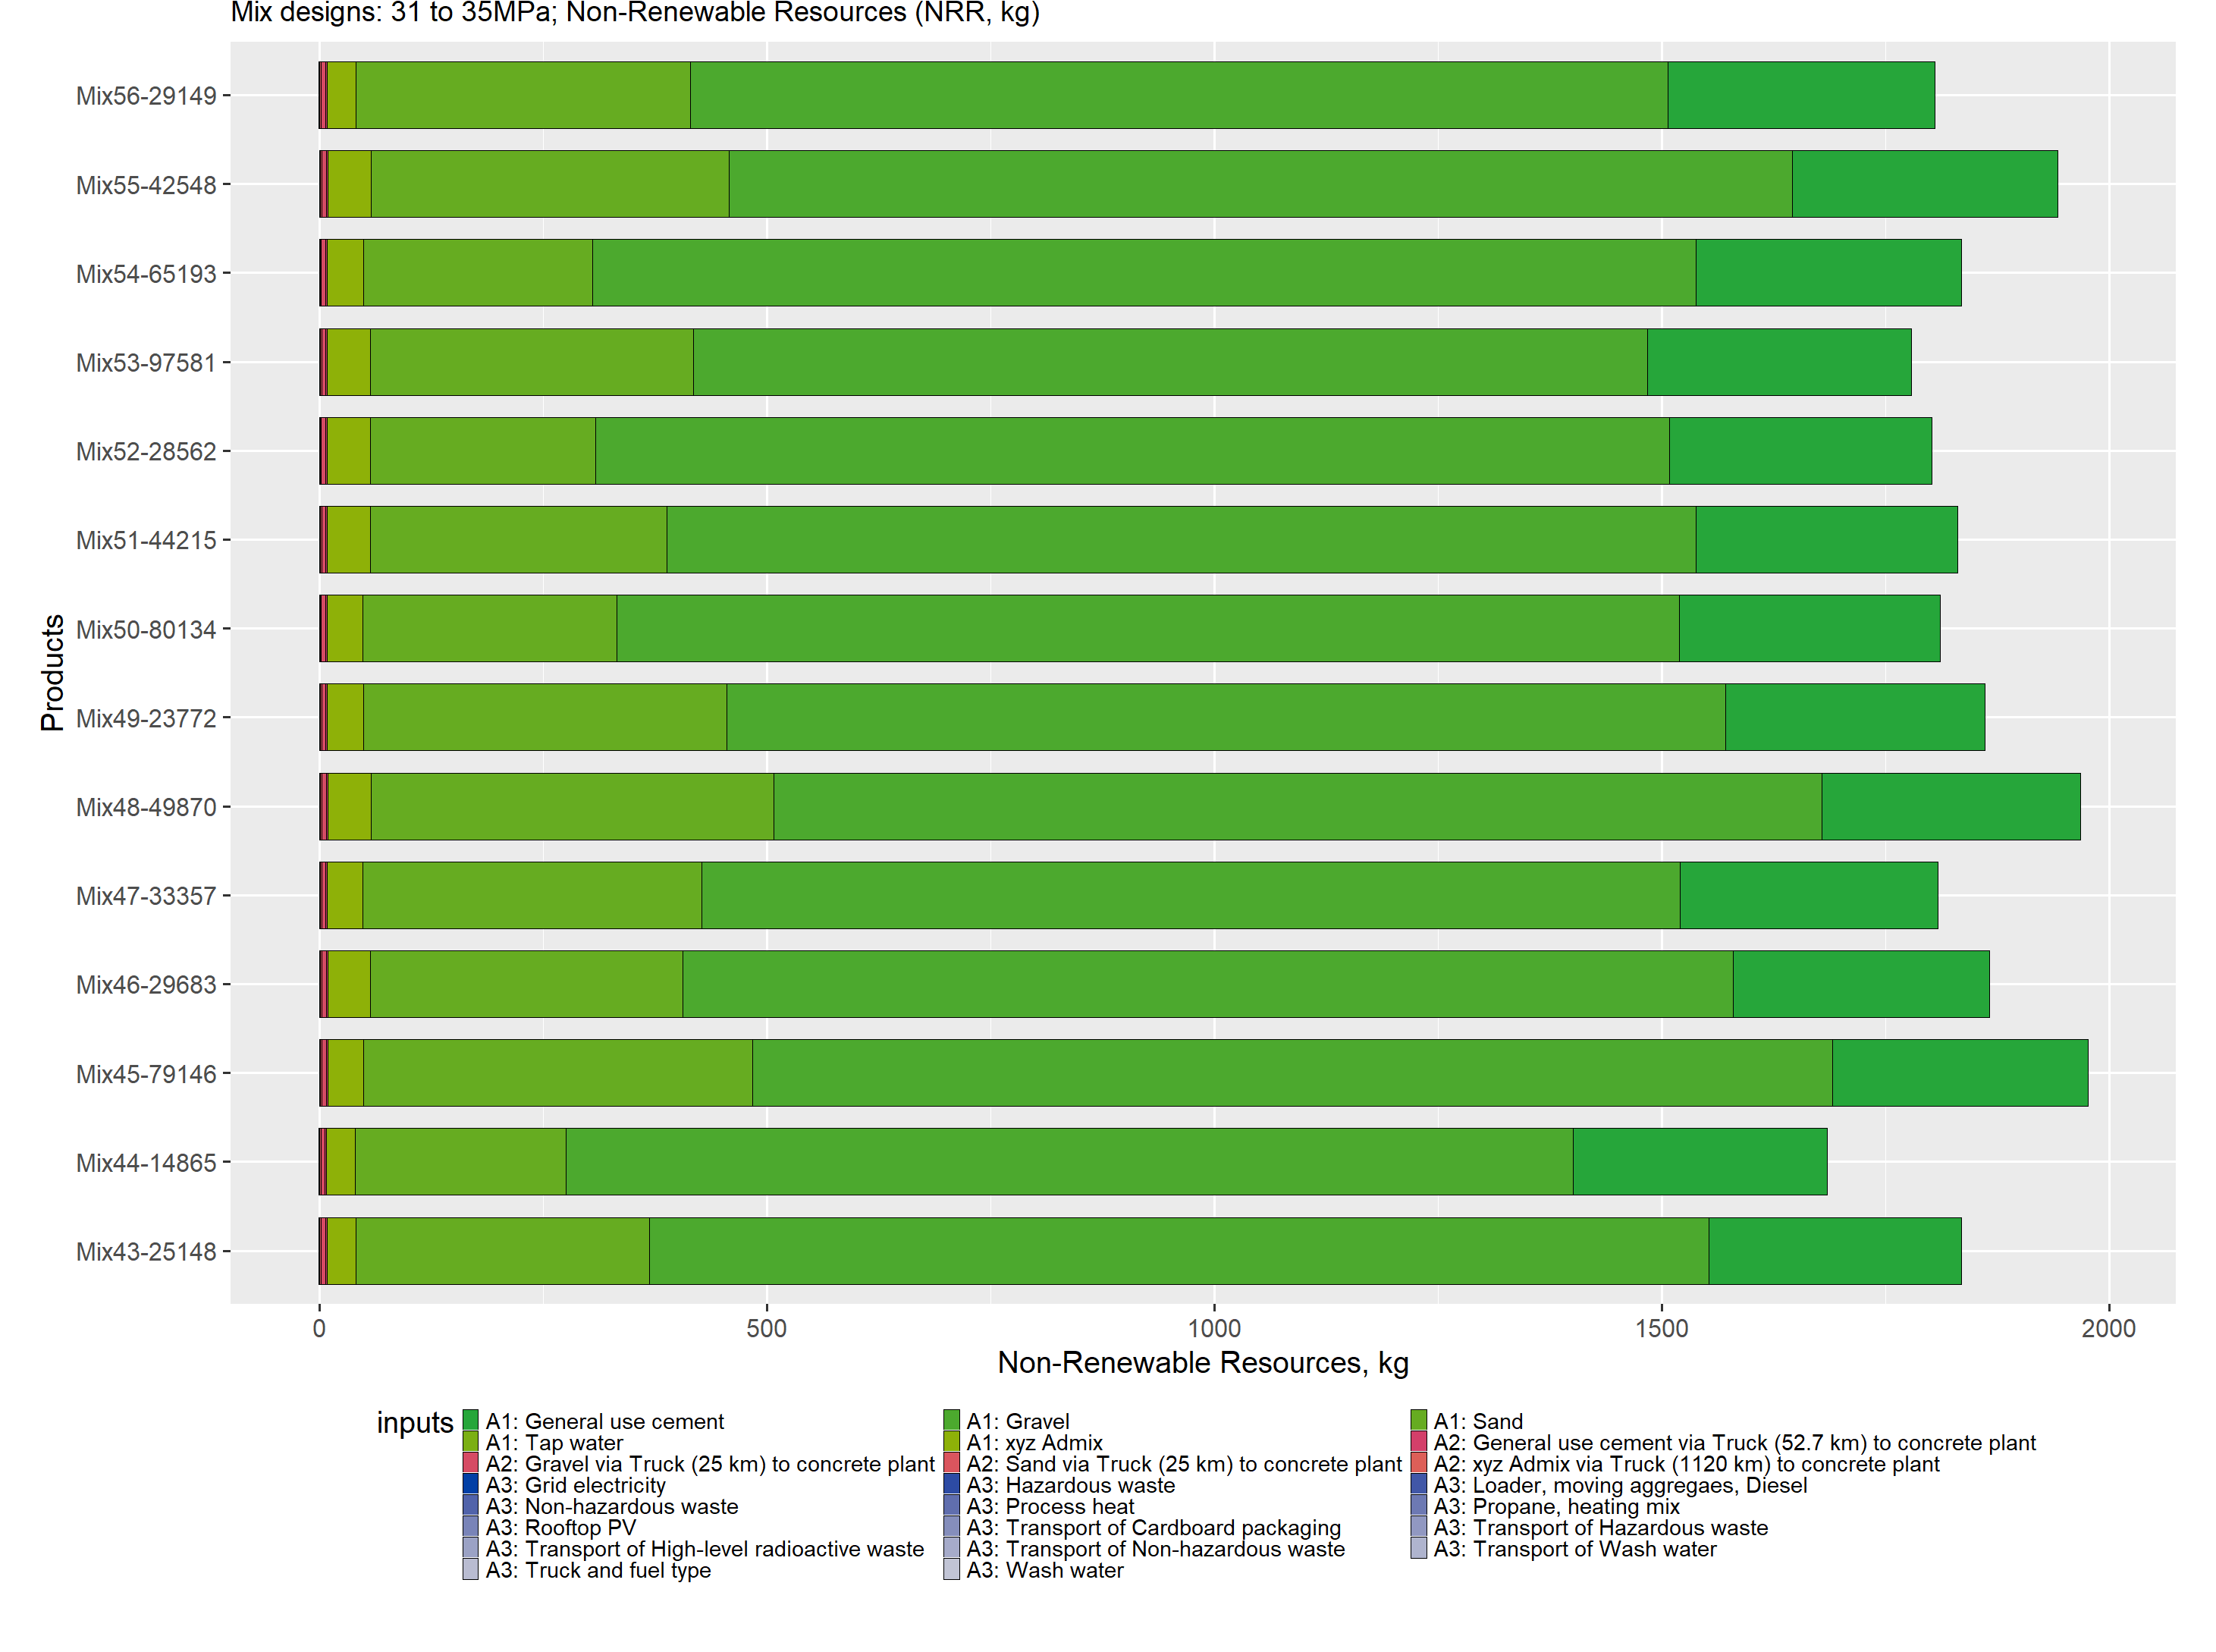 Mix designs: 31 to 35MPa; Non-Renewable Resources (NRR, kg)
Mix56-29149
Mix55-42548
Mix54-65193
Mix53-97581
Mix52-28562
Mix51-44215
Mix50-80134
Mix49-23772
Mix48-49870
Mix47-33357
Mix46-29683
Mix45-79146
Mix44-14865
Mix43-25148
Products
0 500 1000 1500 2000
Non-Renewable Resources, kg
inputs
A1: General use cement A1: Gravel A1: Sand
A1: Tap water A1: xyz Admix A2: General use cement via Truck (52.7 km) to concrete plant
A2: Gravel via Truck (25 km) to concrete plant A2: Sand via Truck (25 km) to concrete plant A2: xyz Admix via Truck (1120 km) to concrete plant
A3: Grid electricity A3: Hazardous waste A3: Loader, moving aggregaes, Diesel
A3: Non-hazardous waste A3: Process heat A3: Propane, heating mix
A3: Rooftop PV A3: Transport of Cardboard packaging A3: Transport of Hazardous waste
A3: Transport of High-level radioactive waste A3: Transport of Non-hazardous waste A3: Transport of Wash water
A3: Truck and fuel type A3: Wash water